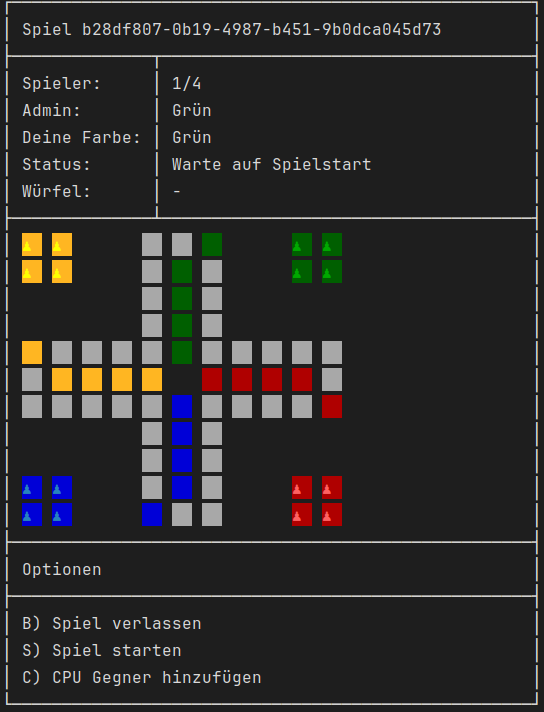 Spiel b28df807-0b19-4987-b451-9b0dca045d73
Spieler: 1/4
Admin: Grün
Deine Farbe: Grün
Status: Warte auf Spielstart
Würfel: -
Optionen
B) Spiel verlassen
S) Spiel starten
C) CPU Gegner hinzufügen